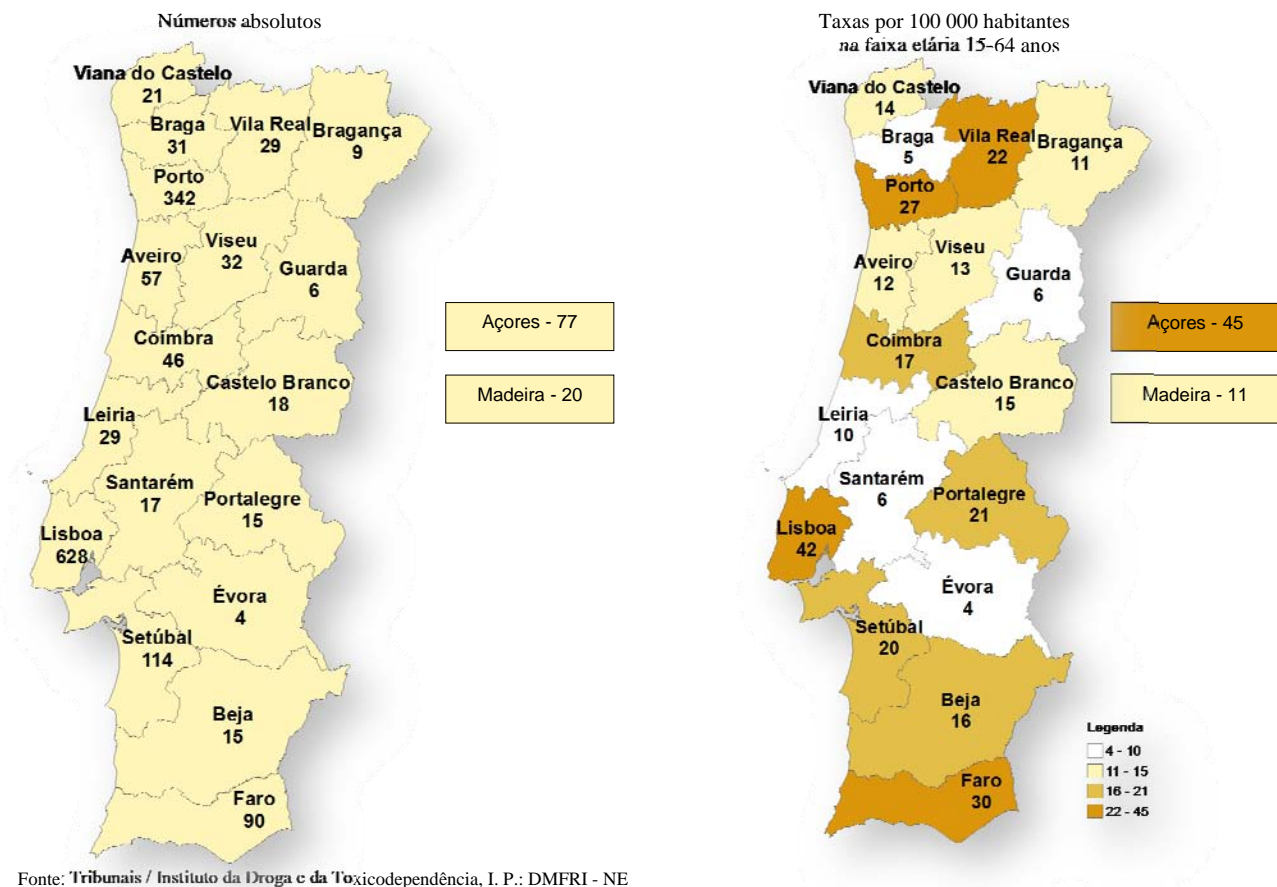 Números absolutos
Viana do Castelo
21
Braga
31
Vila Real
29
Bragança
9
Porto
342
Aveiro
57
Viseu
32
Guarda
6
Coimbra
46
Castelo Branco
18
Leiria
29
Santarém
17
Portalegre
15
Lisboa
628
Évora
4
Setúbal
114
Beja
15
Faro
90
Açores - 77
Madeira - 20
Taxas por 100 000 habitantes
na faixa etária 15-64 anos
Viana do Castelo
14
Braga
5
Vila Real
22
Bragança
11
Porto
27
Aveiro
12
Viseu
13
Guarda
6
Coimbra
17
Castelo Branco
15
Leiria
10
Santarém
6
Portalegre
21
Lisboa
42
Évora
4
Setúbal
20
Beja
16
Faro
30
Açores - 45
Madeira - 11
Legenda
4 - 10
11 - 15
16 - 21
22 - 45
Fonte: Tribunais / Instituto da Droga e da Toxicodependência, I. P.: DMFRI - NE